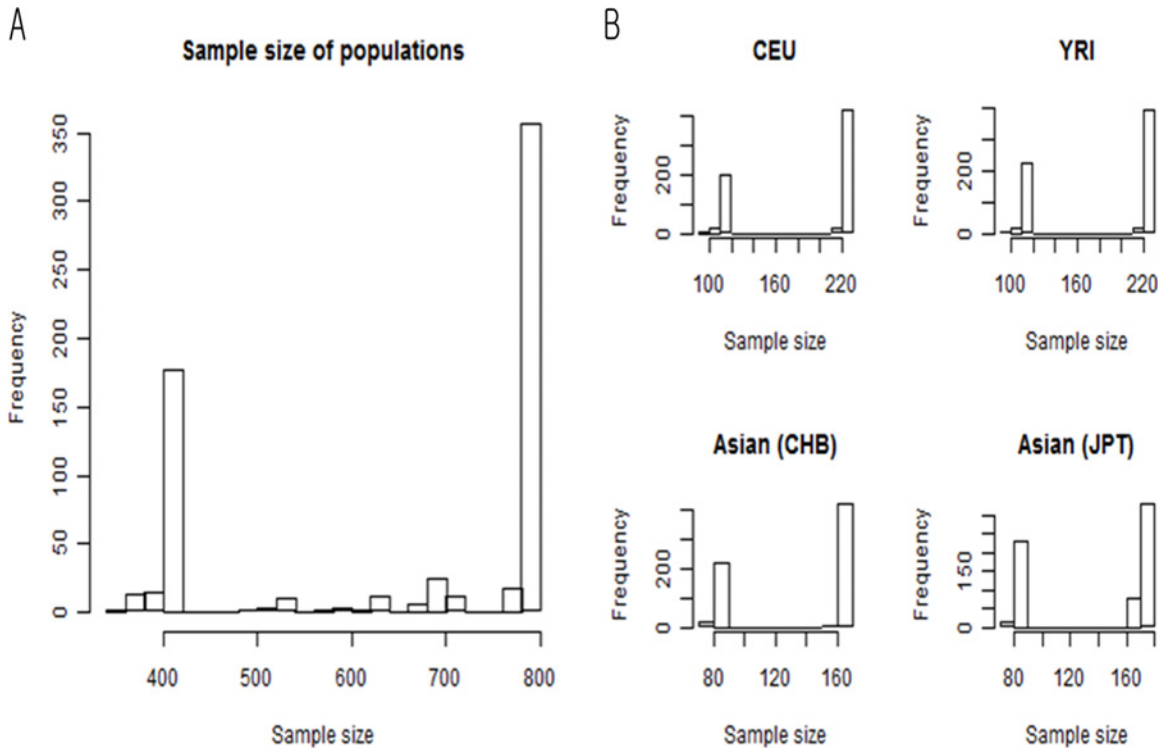 A
Sample size of populations
Frequency
0
50
100
150
200
250
300
350
400
500
600
700
800
Sample size
B
CEU
Frequency
0
200
100
160
220
Sample size
YRI
Frequency
0
200
100
160
220
Sample size
Asian (CHB)
Frequency
0
200
80
120
160
Sample size
Asian (JPT)
Frequency
0
150
80
120
160
Sample size